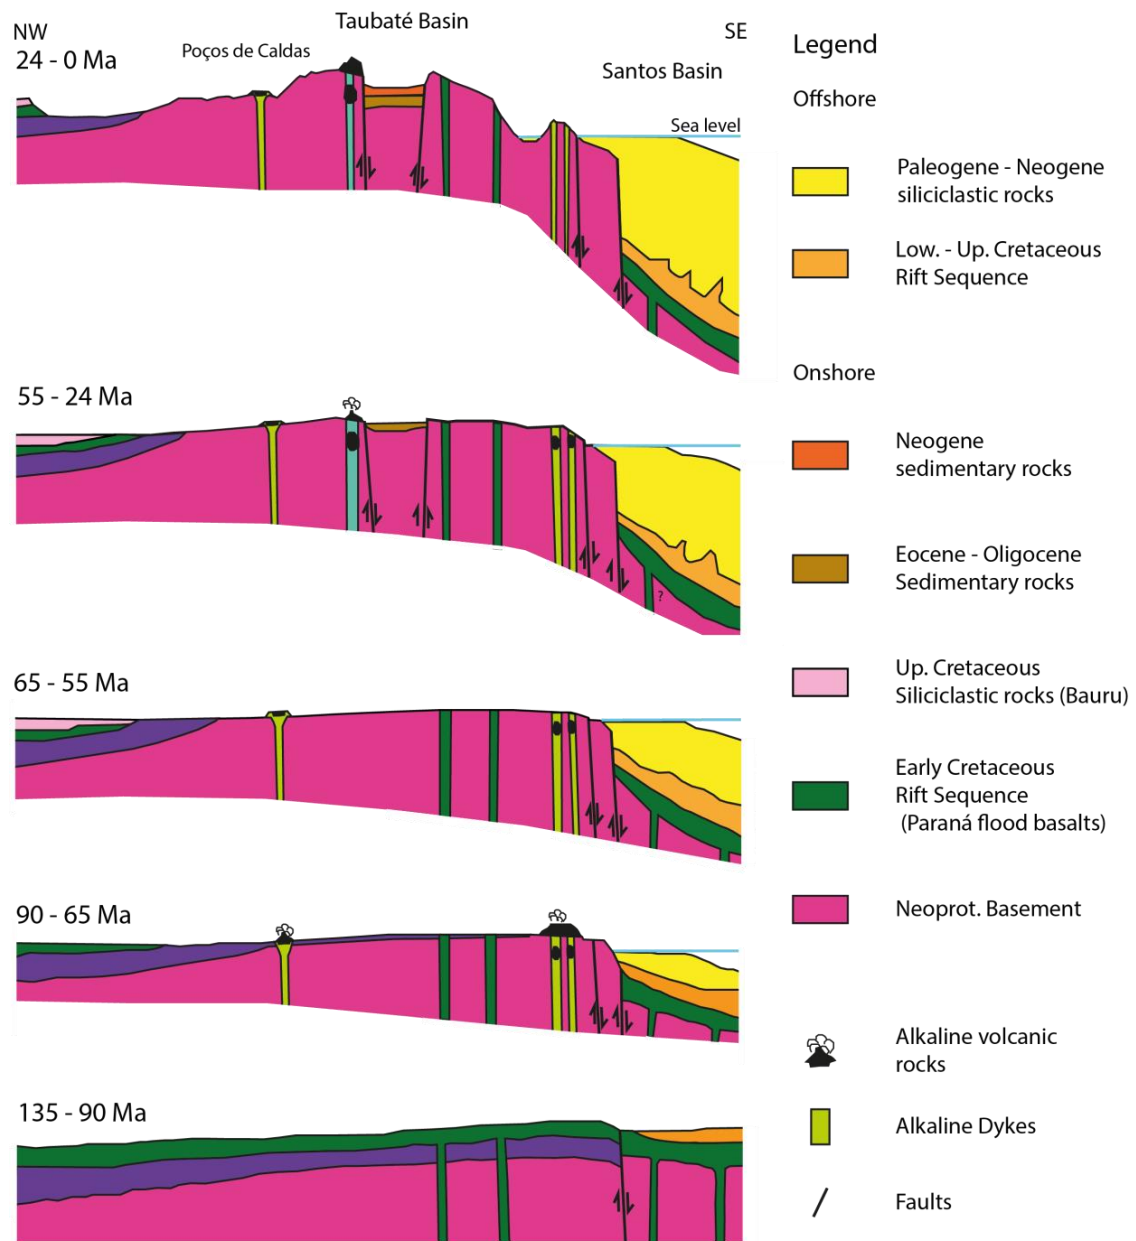 NW
Taubaté Basin
SE
24 - 0 Ma
Poços de Caldas
Santos Basin
Sea level
55 - 24 Ma
?
65 - 55 Ma
90 - 65 Ma
135 - 90 Ma
Legend
Offshore
Paleogene - Neogene
siliciclastic rocks
Low. - Up. Cretaceous
Rift Sequence
Onshore
Neogene
sedimentary rocks
Eocene - Oligocene
Sedimentary rocks
Up. Cretaceous
Siliciclastic rocks (Bauru)
Early Cretaceous
Rift Sequence
(Paraná flood basalts)
Neoprot. Basement
Alkaline volcanic
rocks
Alkaline Dykes
Faults